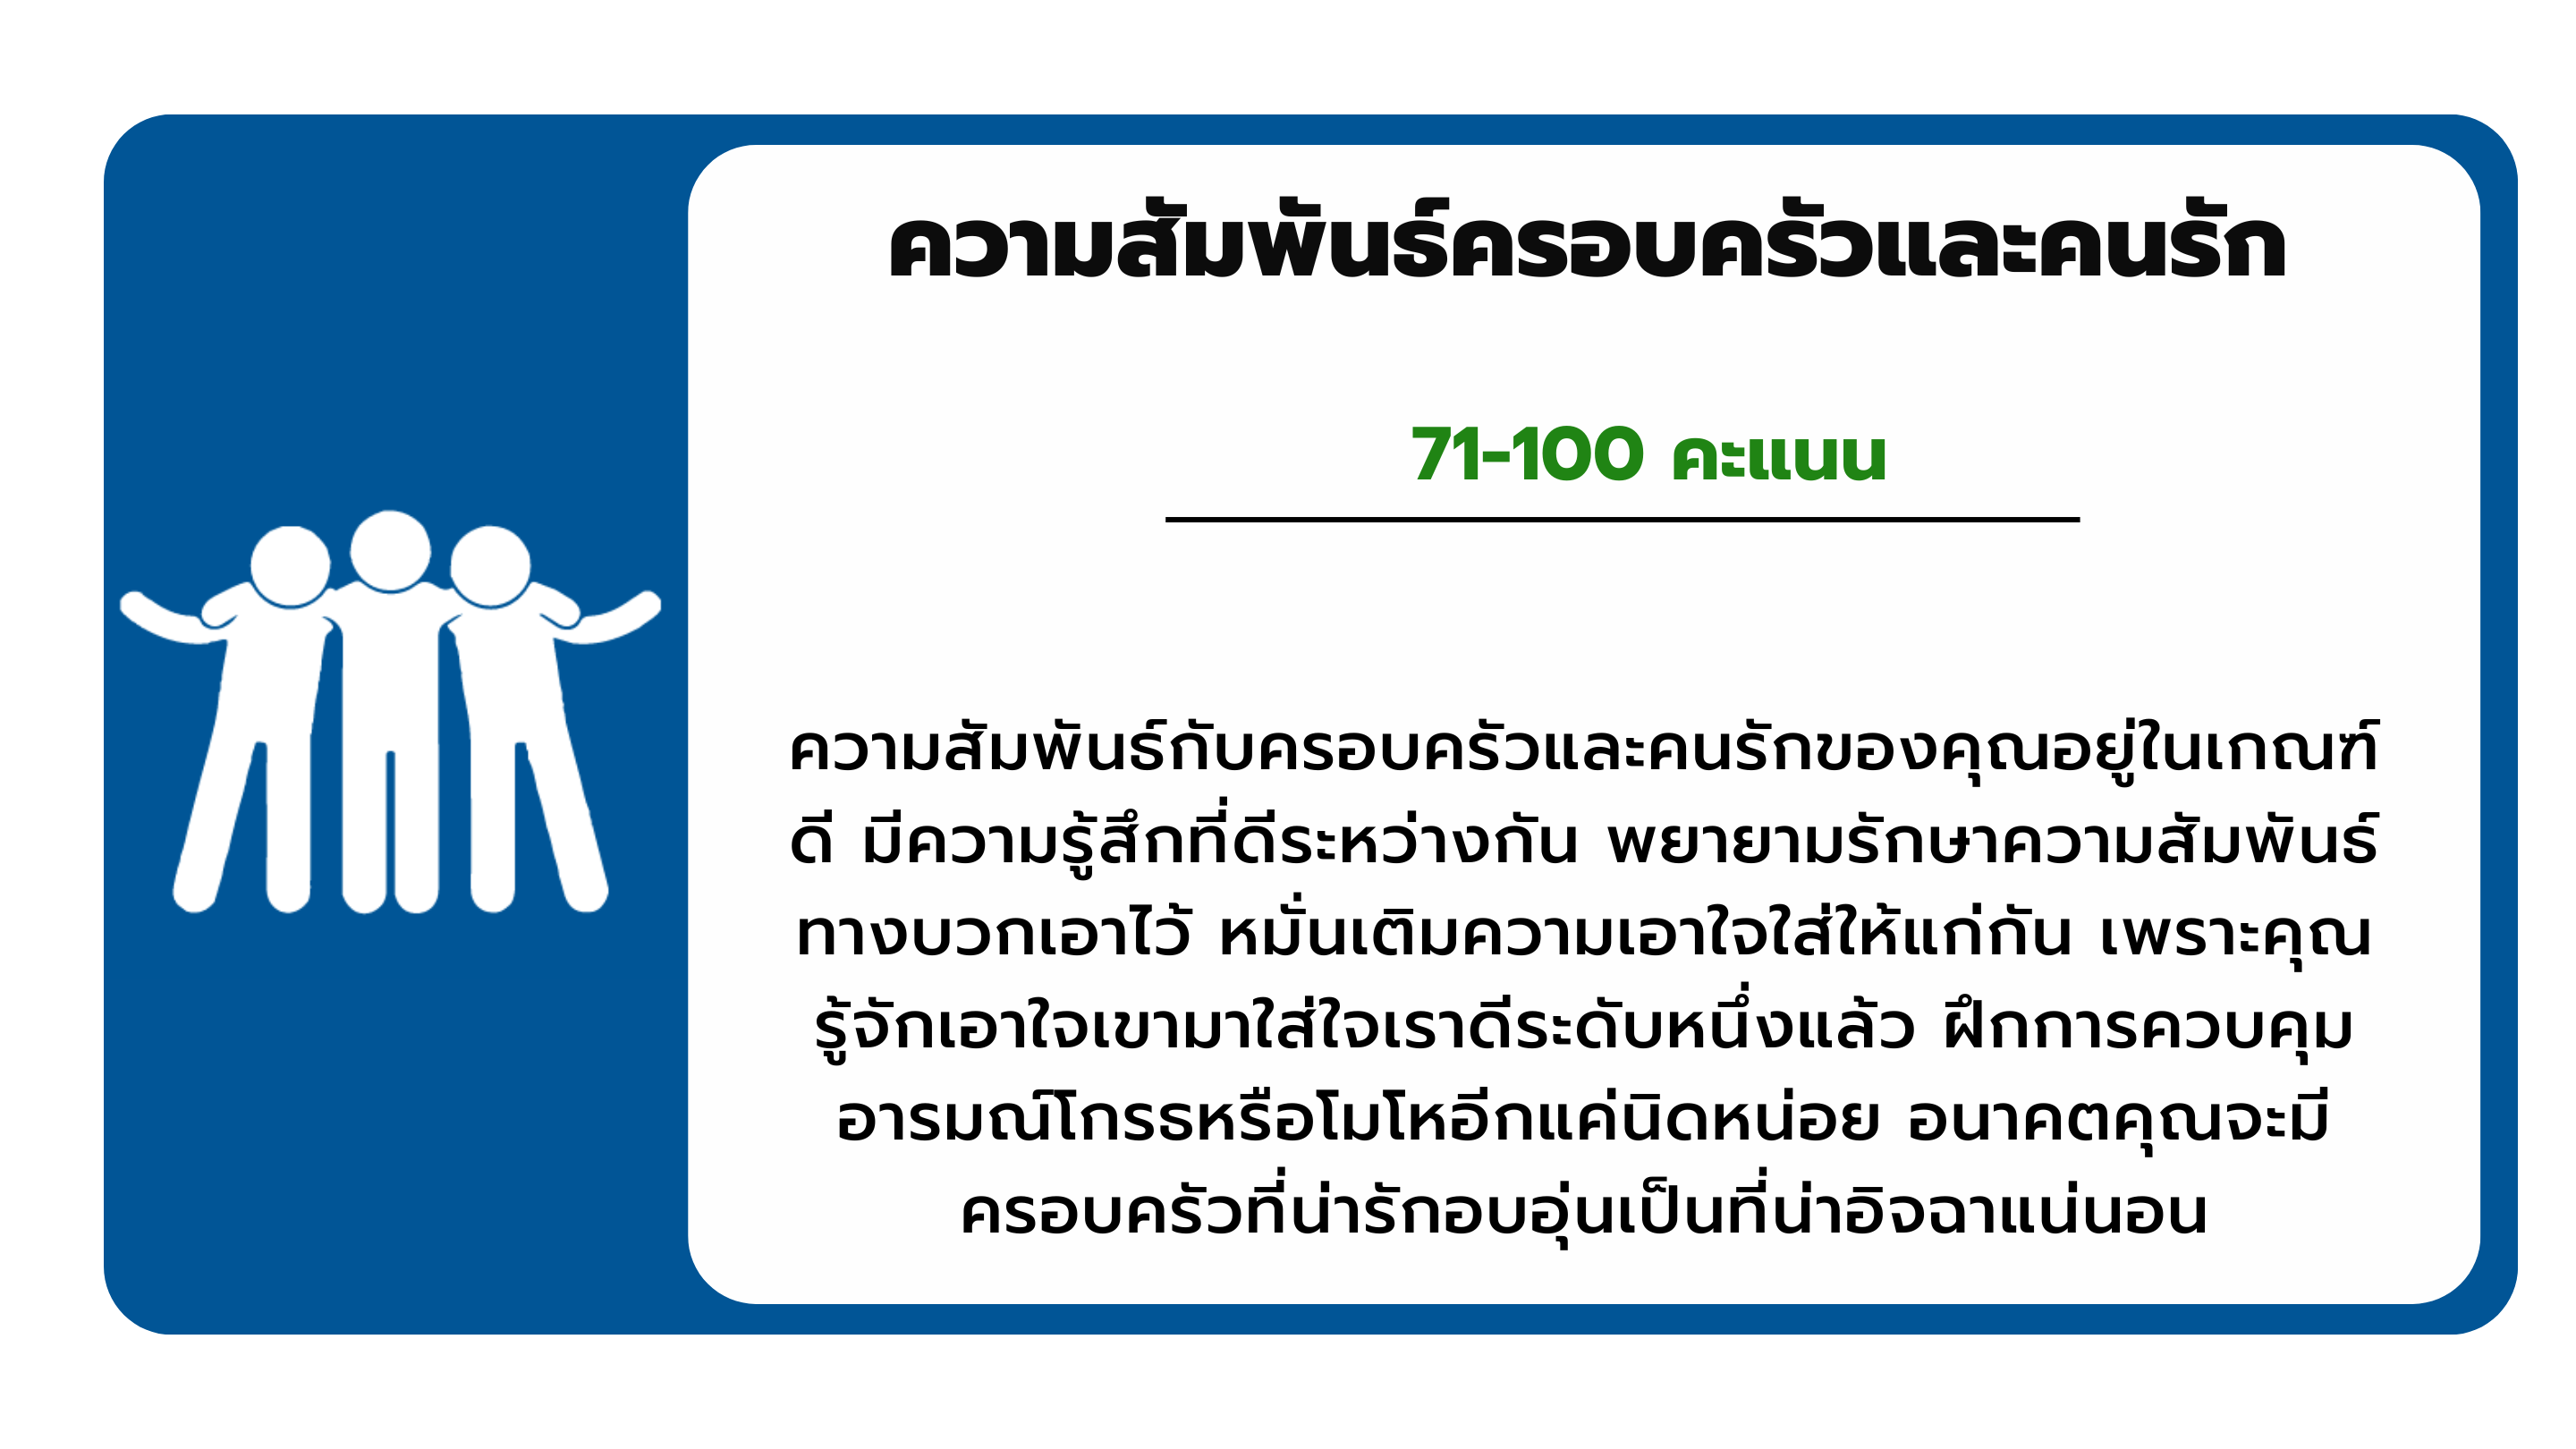 ความสัมพันธ์ครอบครัวและคนรัก
71-100 คะแนน
ความสัมพันธ์กับครอบครัวและคนรักของคุณอยู่ในเกณฑ์
ดี มีความรู้สึกที่ดีระหว่างกัน พยายามรักษาความสัมพันธ์
ทางบวกเอาไว้ หมั่นเติมความเอาใจใส่ให้แก่กัน เพราะคุณ
รู้จักเอาใจเขามาใส่ใจเราดีระดับหนึ่งแล้ว ฝึกการควบคุม
อารมณ์โกรธหรือโมโหอีกแค่นิดหน่อย อนาคตคุณจะมี
ครอบครัวที่น่ารักอบอุ่นเป็นที่น่าอิจฉาแน่นอน